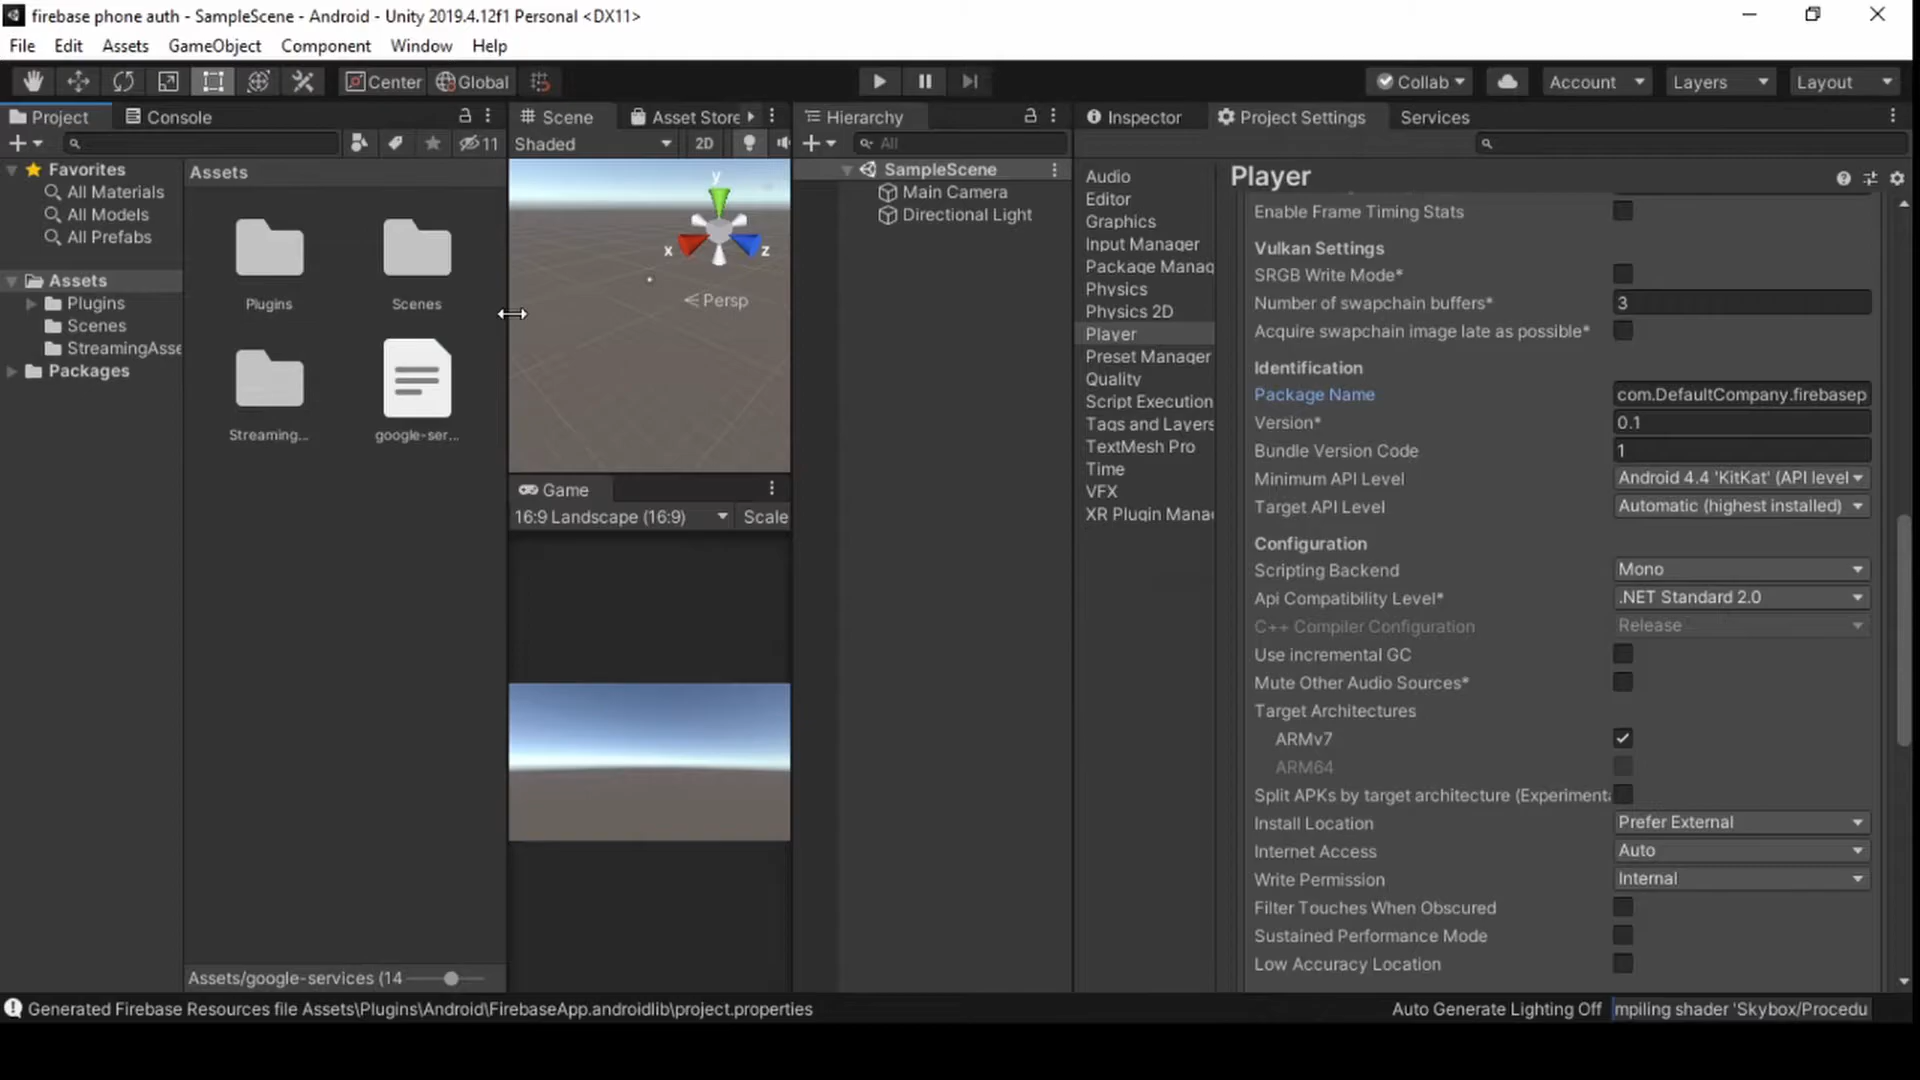 firebase phone auth - SampleScene - Android - Unity 2019.4.12f1 Personal <DX11>
File Edit Assets GameObject Component Window Help
Center Global Collab Account Layers Layout
Project Console
11
Favorites
All Materials
All Models
All Prefabs
Assets
Plugins
Scenes
StreamingAsse
Packages
Assets
Plugins
Scenes
Streaming...
google-ser...
Assets/google-services (14
Scene Asset Store
Shaded 2D
y
x
z
Persp
Game
16:9 Landscape (16:9) Scale
Hierarchy
All
SampleScene
Main Camera
Directional Light
Inspector Project Settings Services
Audio
Editor
Graphics
Input Manager
Package Manag
Physics
Physics 2D
Player
Preset Manager
Quality
Script Execution
Tags and Layers
TextMesh Pro
Time
VFX
XR Plugin Mana
Player
Enable Frame Timing Stats
Vulkan Settings
SRGB Write Mode*
Number of swapchain buffers* 3
Acquire swapchain image late as possible*
Identification
Package Name com.DefaultCompany.firebasep
Version* 0.1
Bundle Version Code 1
Minimum API Level Android 4.4 'KitKat' (API level
Target API Level Automatic (highest installed)
Configuration
Scripting Backend Mono
Api Compatibility Level* .NET Standard 2.0
C++ Compiler Configuration Release
Use incremental GC
Mute Other Audio Sources*
Target Architectures
ARMv7
ARM64
Split APKs by target architecture (Experimenta
Install Location Prefer External
Internet Access Auto
Write Permission Internal
Filter Touches When Obscured
Sustained Performance Mode
Low Accuracy Location
Generated Firebase Resources file Assets\Plugins\Android\FirebaseApp.androidlib\project.properties
Auto Generate Lighting Off mpiling shader 'Skybox/Procedu